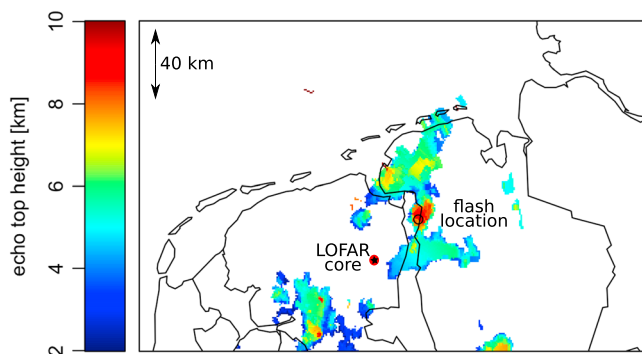 echo top height [km]
10
8
6
4
2
40 km
flash
location
LOFAR
core